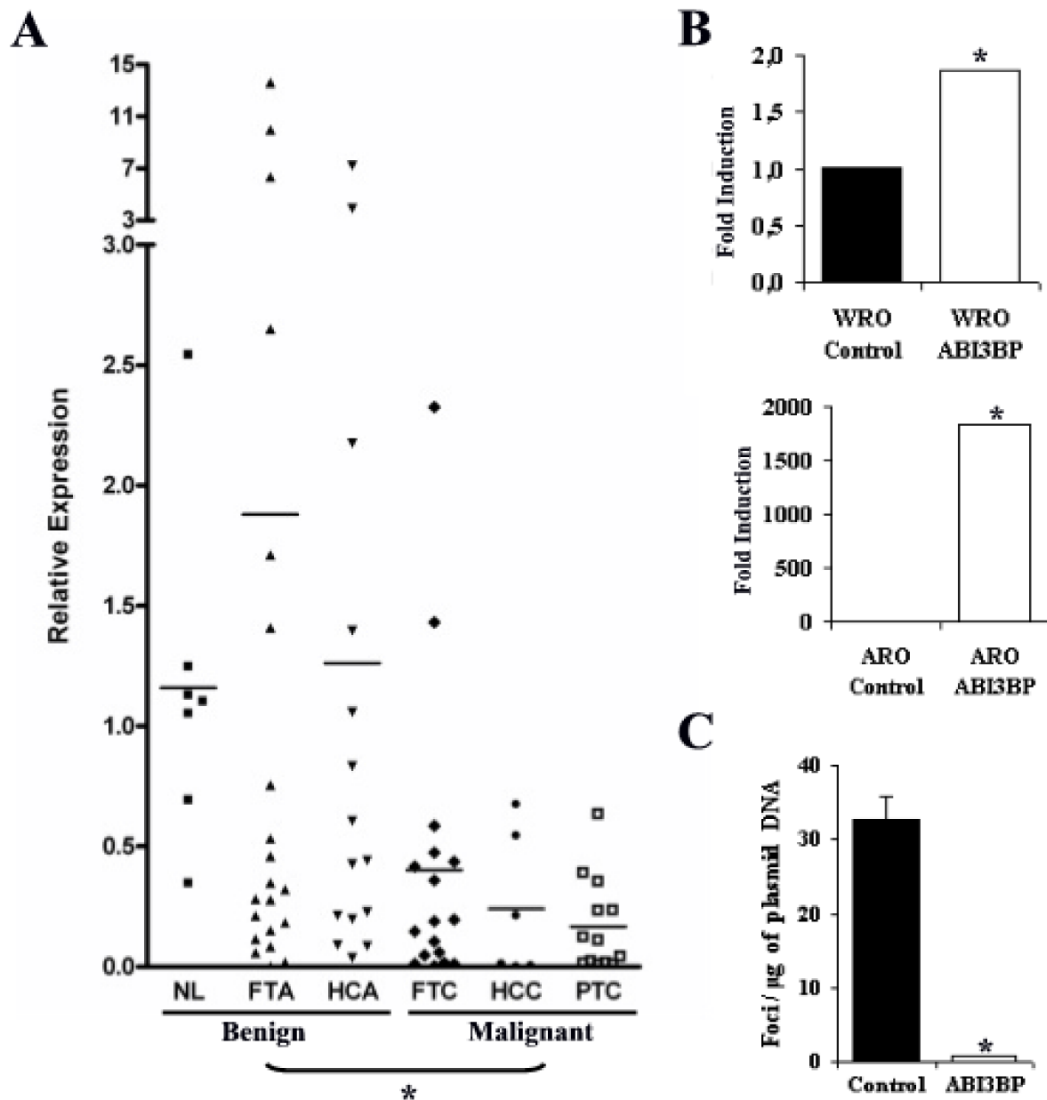 A
15
11
7
3
3.0
2.5
2.0
1.5
1.0
0.5
0.0
Relative Expression
NL FTA HCA FTC HCC PTC
Benign Malignant
*
B
2,0
1,5
1,0
0,5
0,0
Fold Induction
*
WRO Control
WRO ABI3BP
2000
1500
1000
500
0
Fold Induction
*
ARO Control
ARO ABI3BP
C
40
30
20
10
0
Foci / µg of plasmid DNA
*
Control ABI3BP